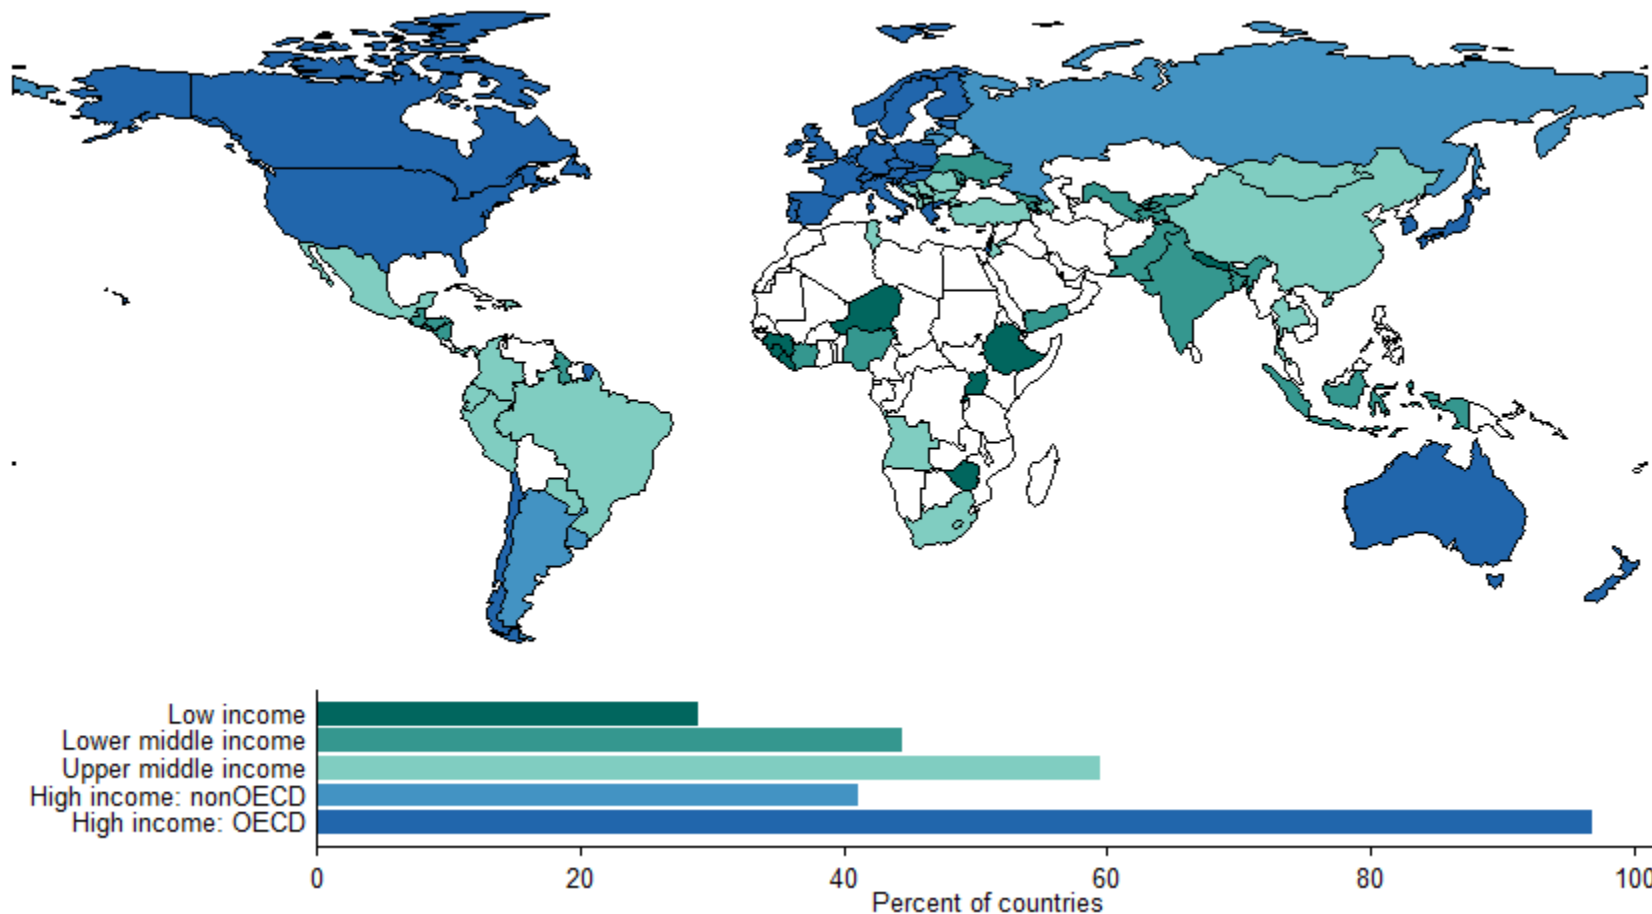 Low income
Lower middle income
Upper middle income
High income: nonOECD
High income: OECD
0 20 40 60 80 100
Percent of countries